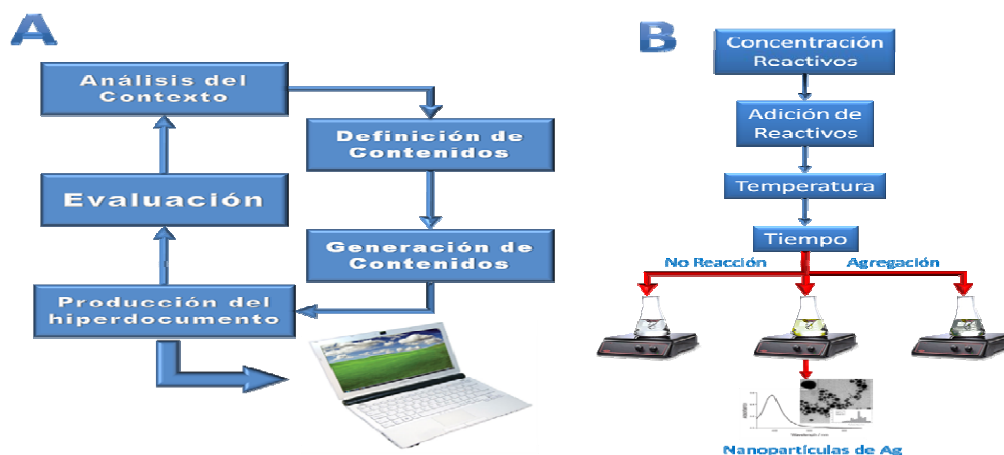 A
Análisis del
Contexto
Definición de
Contenidos
Evaluación
Generación de
Contenidos
Producción del
hiperdocumento
B
Concentración
Reactivos
Adición de
Reactivos
Temperatura
Tiempo
No Reacción
Agregación
Nanopartículas de Ag